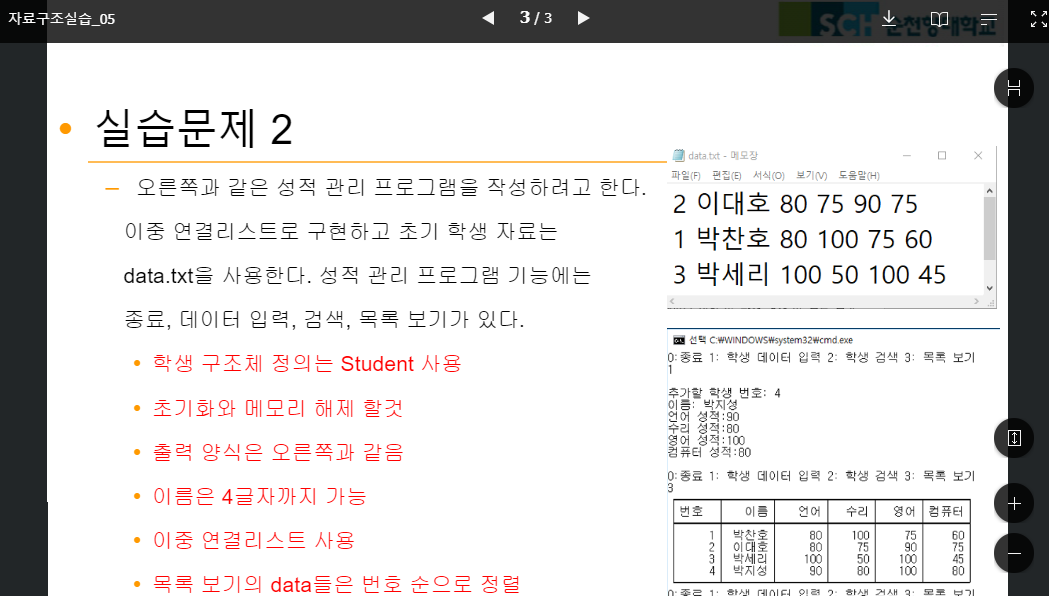 자료구조실습_05
3 / 3
SCH 순천향대학교
실습문제 2
– 오른쪽과 같은 성적 관리 프로그램을 작성하려고 한다.
이중 연결리스트로 구현하고 초기 학생 자료는
data.txt을 사용한다. 성적 관리 프로그램 기능에는
종료, 데이터 입력, 검색, 목록 보기가 있다.
• 학생 구조체 정의는 Student 사용
• 초기화와 메모리 해제 할것
• 출력 양식은 오른쪽과 같음
• 이름은 4글자까지 가능
• 이중 연결리스트 사용
• 목록 보기의 data들은 번호 순으로 정렬
data.txt - 메모장
파일(F) 편집(E) 서식(O) 보기(V) 도움말(H)
2 이대호 80 75 90 75
1 박찬호 80 100 75 60
3 박세리 100 50 100 45
선택 C:₩WINDOWS₩system32₩cmd.exe
0:종료 1: 학생 데이터 입력 2: 학생 검색 3: 목록 보기
1
추가할 학생 번호: 4
이름: 박지성
언어 성적:90
수리 성적:80
영어 성적:100
컴퓨터 성적:80
0:종료 1: 학생 데이터 입력 2: 학생 검색 3: 목록 보기
3
번호 이름 언어 수리 영어 컴퓨터
1 박찬호 80 100 75 60
2 이대호 80 75 90 75
3 박세리 100 50 100 45
4 박지성 90 80 100 80
0:종료 1: 학생 데이터 입력 2: 학생 검색 3: 목록 보기